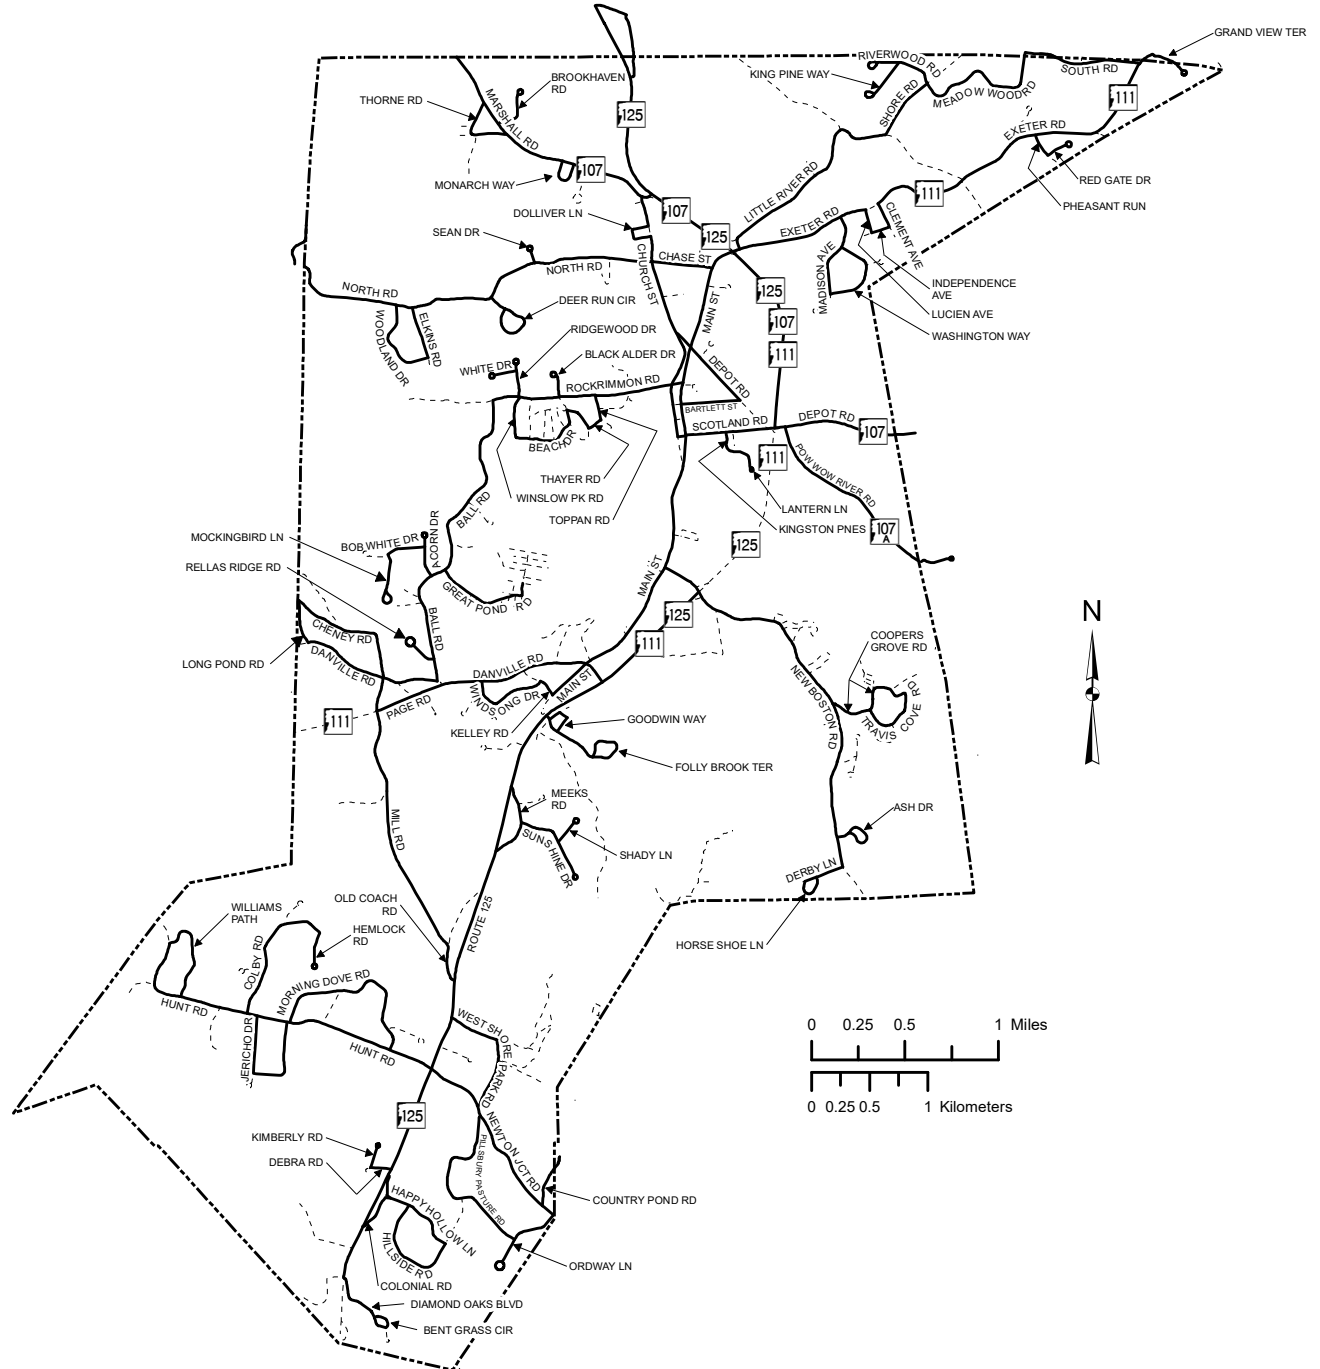 GRAND VIEW TER
RIVERWOOD RD
KING PINE WAY
SOUTH RD
BROOKHAVEN
RD
THORNE RD
MARSHALL RD
125
SHORE RD
MEADOW WOODRD
111
EXETER RD
107
MONARCH WAY
LITTLE RIVER RD
RED GATE DR
PHEASANT RUN
111
DOLLIVER LN
107
125
EXETER RD
CLEMENT AVE
SEAN DR
CHURCH ST
CHASE ST
NORTH RD
MADISON AVE
INDEPENDENCE
AVE
LUCIEN AVE
WASHINGTON WAY
NORTH RD
DEER RUN CIR
125
107
111
MAIN ST
WOODLAND DR
ELKINS RD
RIDGEWOOD DR
BLACK ALDER DR
WHITE DR
ROCKRIMMON RD
DEPOT RD
BARTLETT ST
SCOTLAND RD
DEPOT RD
107
BEACH DR
THAYER RD
WINSLOW PK RD
TOPPAN RD
111
POW WOW RIVER RD
LANTERN LN
KINGSTON PNES
107
A
BALL RD
MOCKINGBIRD LN
BOB WHITE DR
ACORN DR
RELLAS RIDGE RD
GREAT POND RD
125
MAIN ST
N
CHENEY RD
BALL RD
125
111
LONG POND RD
DANVILLE RD
DANVILLE RD
COOPERS
GROVE RD
NEW BOSTON RD
TRAVIS COVE RD
PAGE RD
WINDSONG DR
MAIN ST
111
KELLEY RD
GOODWIN WAY
FOLLY BROOK TER
MEEKS
RD
MILL RD
SUNSHINE DR
SHADY LN
ASH DR
DERBY LN
HORSE SHOE LN
OLD COACH
RD
ROUTE 125
WILLIAMS
PATH
HEMLOCK
RD
COLBY RD
MORNING DOVE RD
HUNT RD
JERICHO DR
HUNT RD
WEST SHORE PARK RD
0 0.25 0.5 1 Miles
0 0.25 0.5 1 Kilometers
125
NEWTON JCT RD
PILLSBURY PASTURE RD
KIMBERLY RD
DEBRA RD
HAPPY HOLLOW LN
COUNTRY POND RD
HILLSIDE RD
ORDWAY LN
COLONIAL RD
DIAMOND OAKS BLVD
BENT GRASS CIR